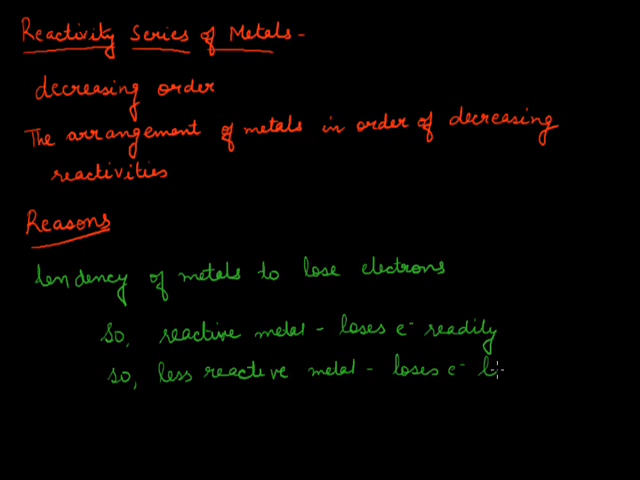 Reactivity Series of Metals -
decreasing order
The arrangement of metals in order of decreasing
reactivities
Reasons
tendency of metals to lose electrons
so, reactive metal - loses e⁻ readily
so, less reactive metal - loses e⁻ l